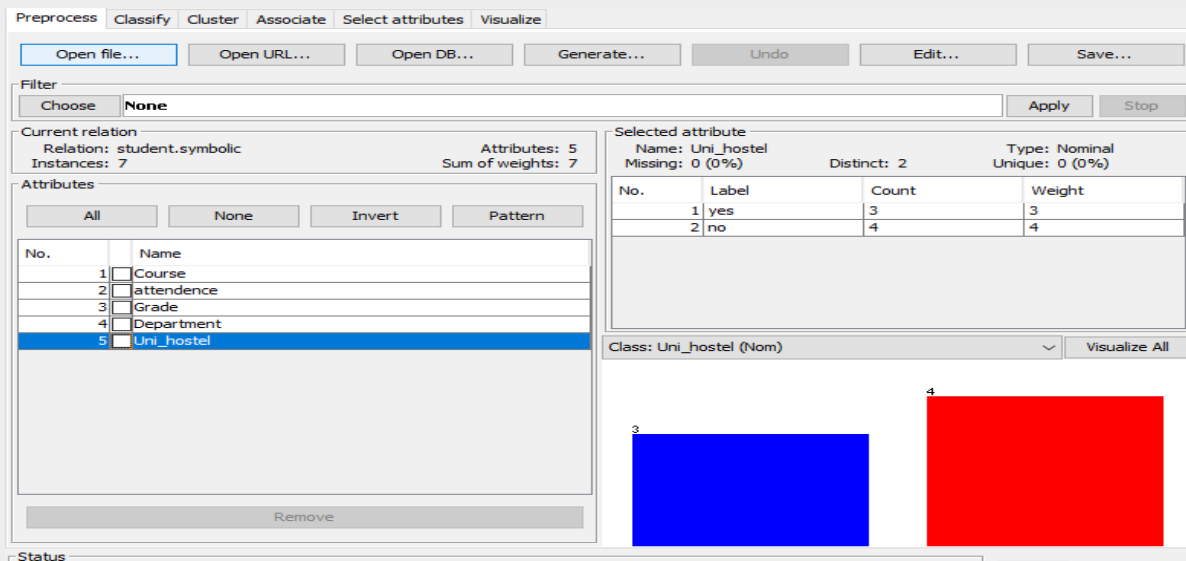 Preprocess Classify Cluster Associate Select attributes Visualize
Open file... Open URL... Open DB... Generate... Undo Edit... Save...
Filter
Choose None Apply Stop
Current relation
Relation: student.symbolic Attributes: 5
Instances: 7 Sum of weights: 7
Attributes
All None Invert Pattern
No. Name
1 Course
2 attendence
3 Grade
4 Department
5 Uni_hostel
Remove
Selected attribute
Name: Uni_hostel Type: Nominal
Missing: 0 (0%) Distinct: 2 Unique: 0 (0%)
No. Label Count Weight
1 yes 3 3
2 no 4 4
Class: Uni_hostel (Nom) Visualize All
4
3
Status